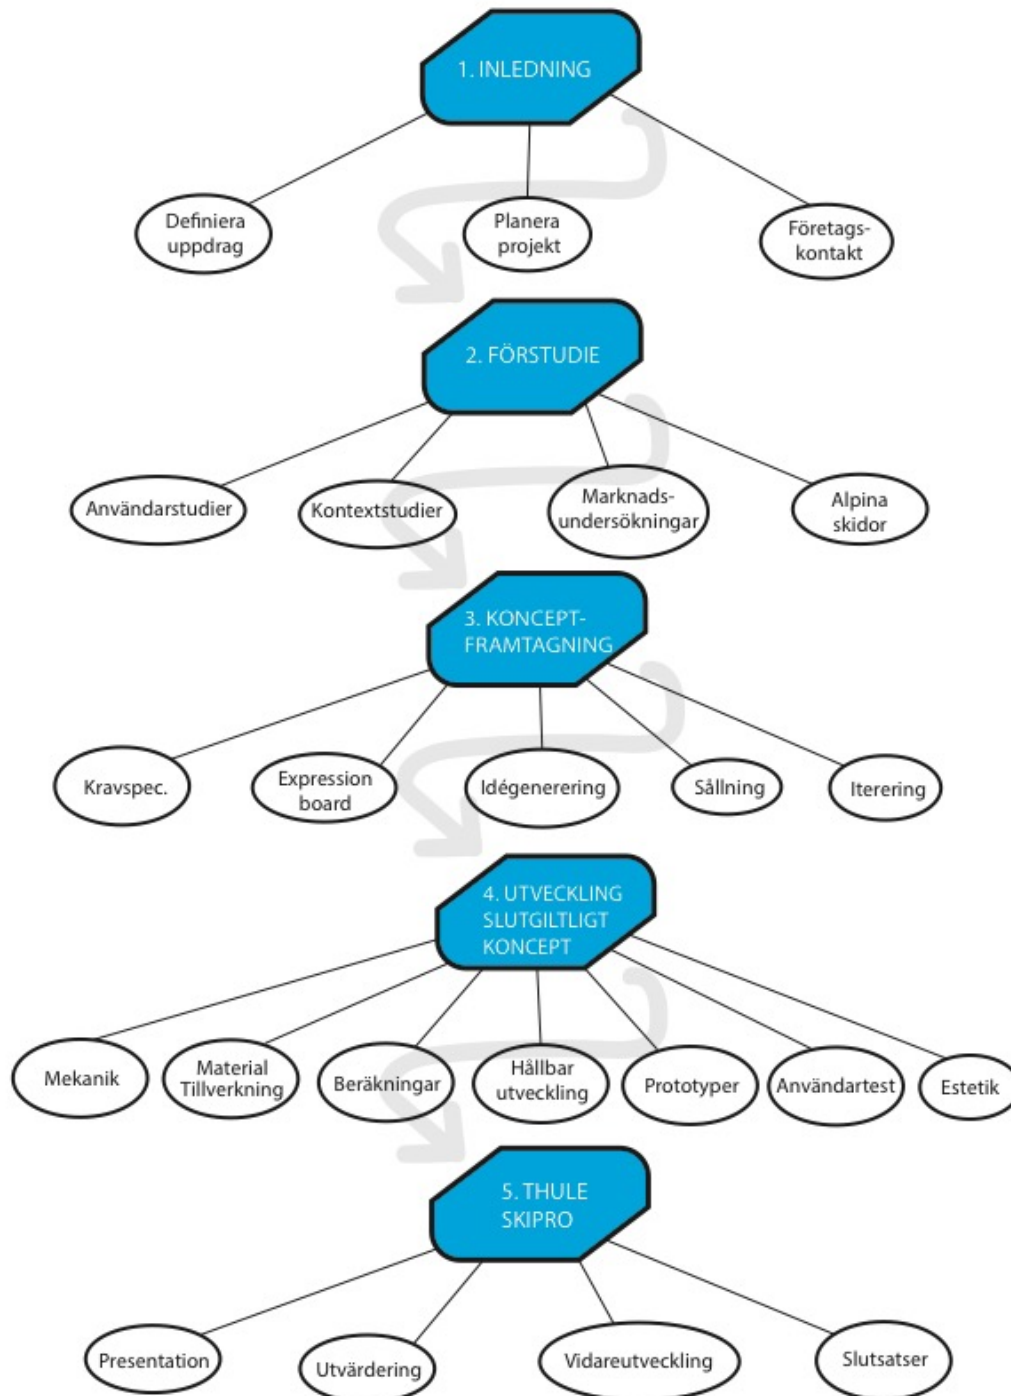 1. INLEDNING
Definiera
uppdrag
Planera
projekt
Företags-
kontakt
2. FÖRSTUDIE
Användarstudier
Kontextstudier
Marknads-
undersökningar
Alpina
skidor
3. KONCEPT-
FRAMTAGNING
Kravspec.
Expression
board
Idégenerering
Sållning
Iterering
4. UTVECKLING
SLUTGILTLIGT
KONCEPT
Mekanik
Material
Tillverkning
Beräkningar
Hållbar
utveckling
Prototyper
Användartest
Estetik
5. THULE
SKIPRO
Presentation
Utvärdering
Vidareutveckling
Slutsatser